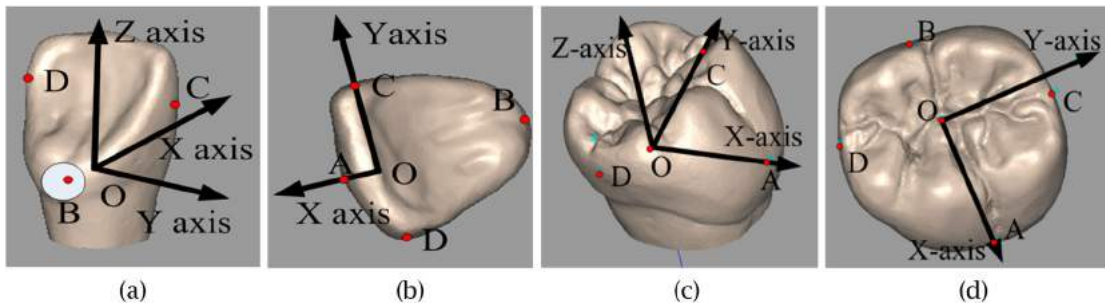 Z axis
D
C
X axis
O
B
Y axis
(a)
Yaxis
C
B
A
O
X axis
D
(b)
Z-axis
Y-axis
C
X-axis
D
O
A
(c)
B
Y-axis
O
C
D
A
X-axis
(d)